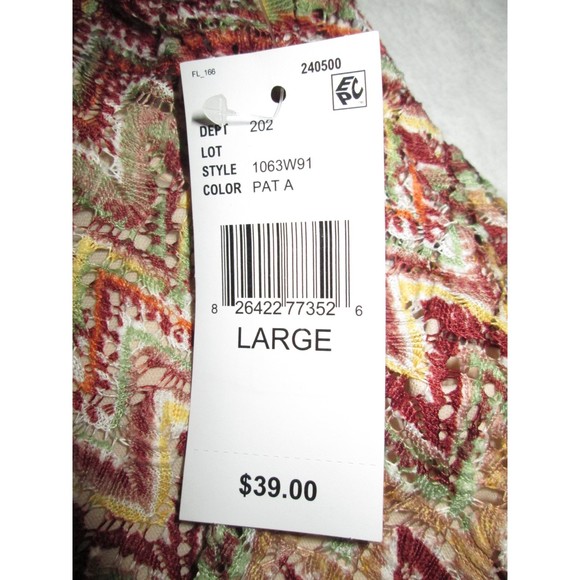 FL_166
240500
EPC
DEPT 202
LOT
STYLE 1063W91
COLOR PAT A
8 26422 77352 6
LARGE
$39.00